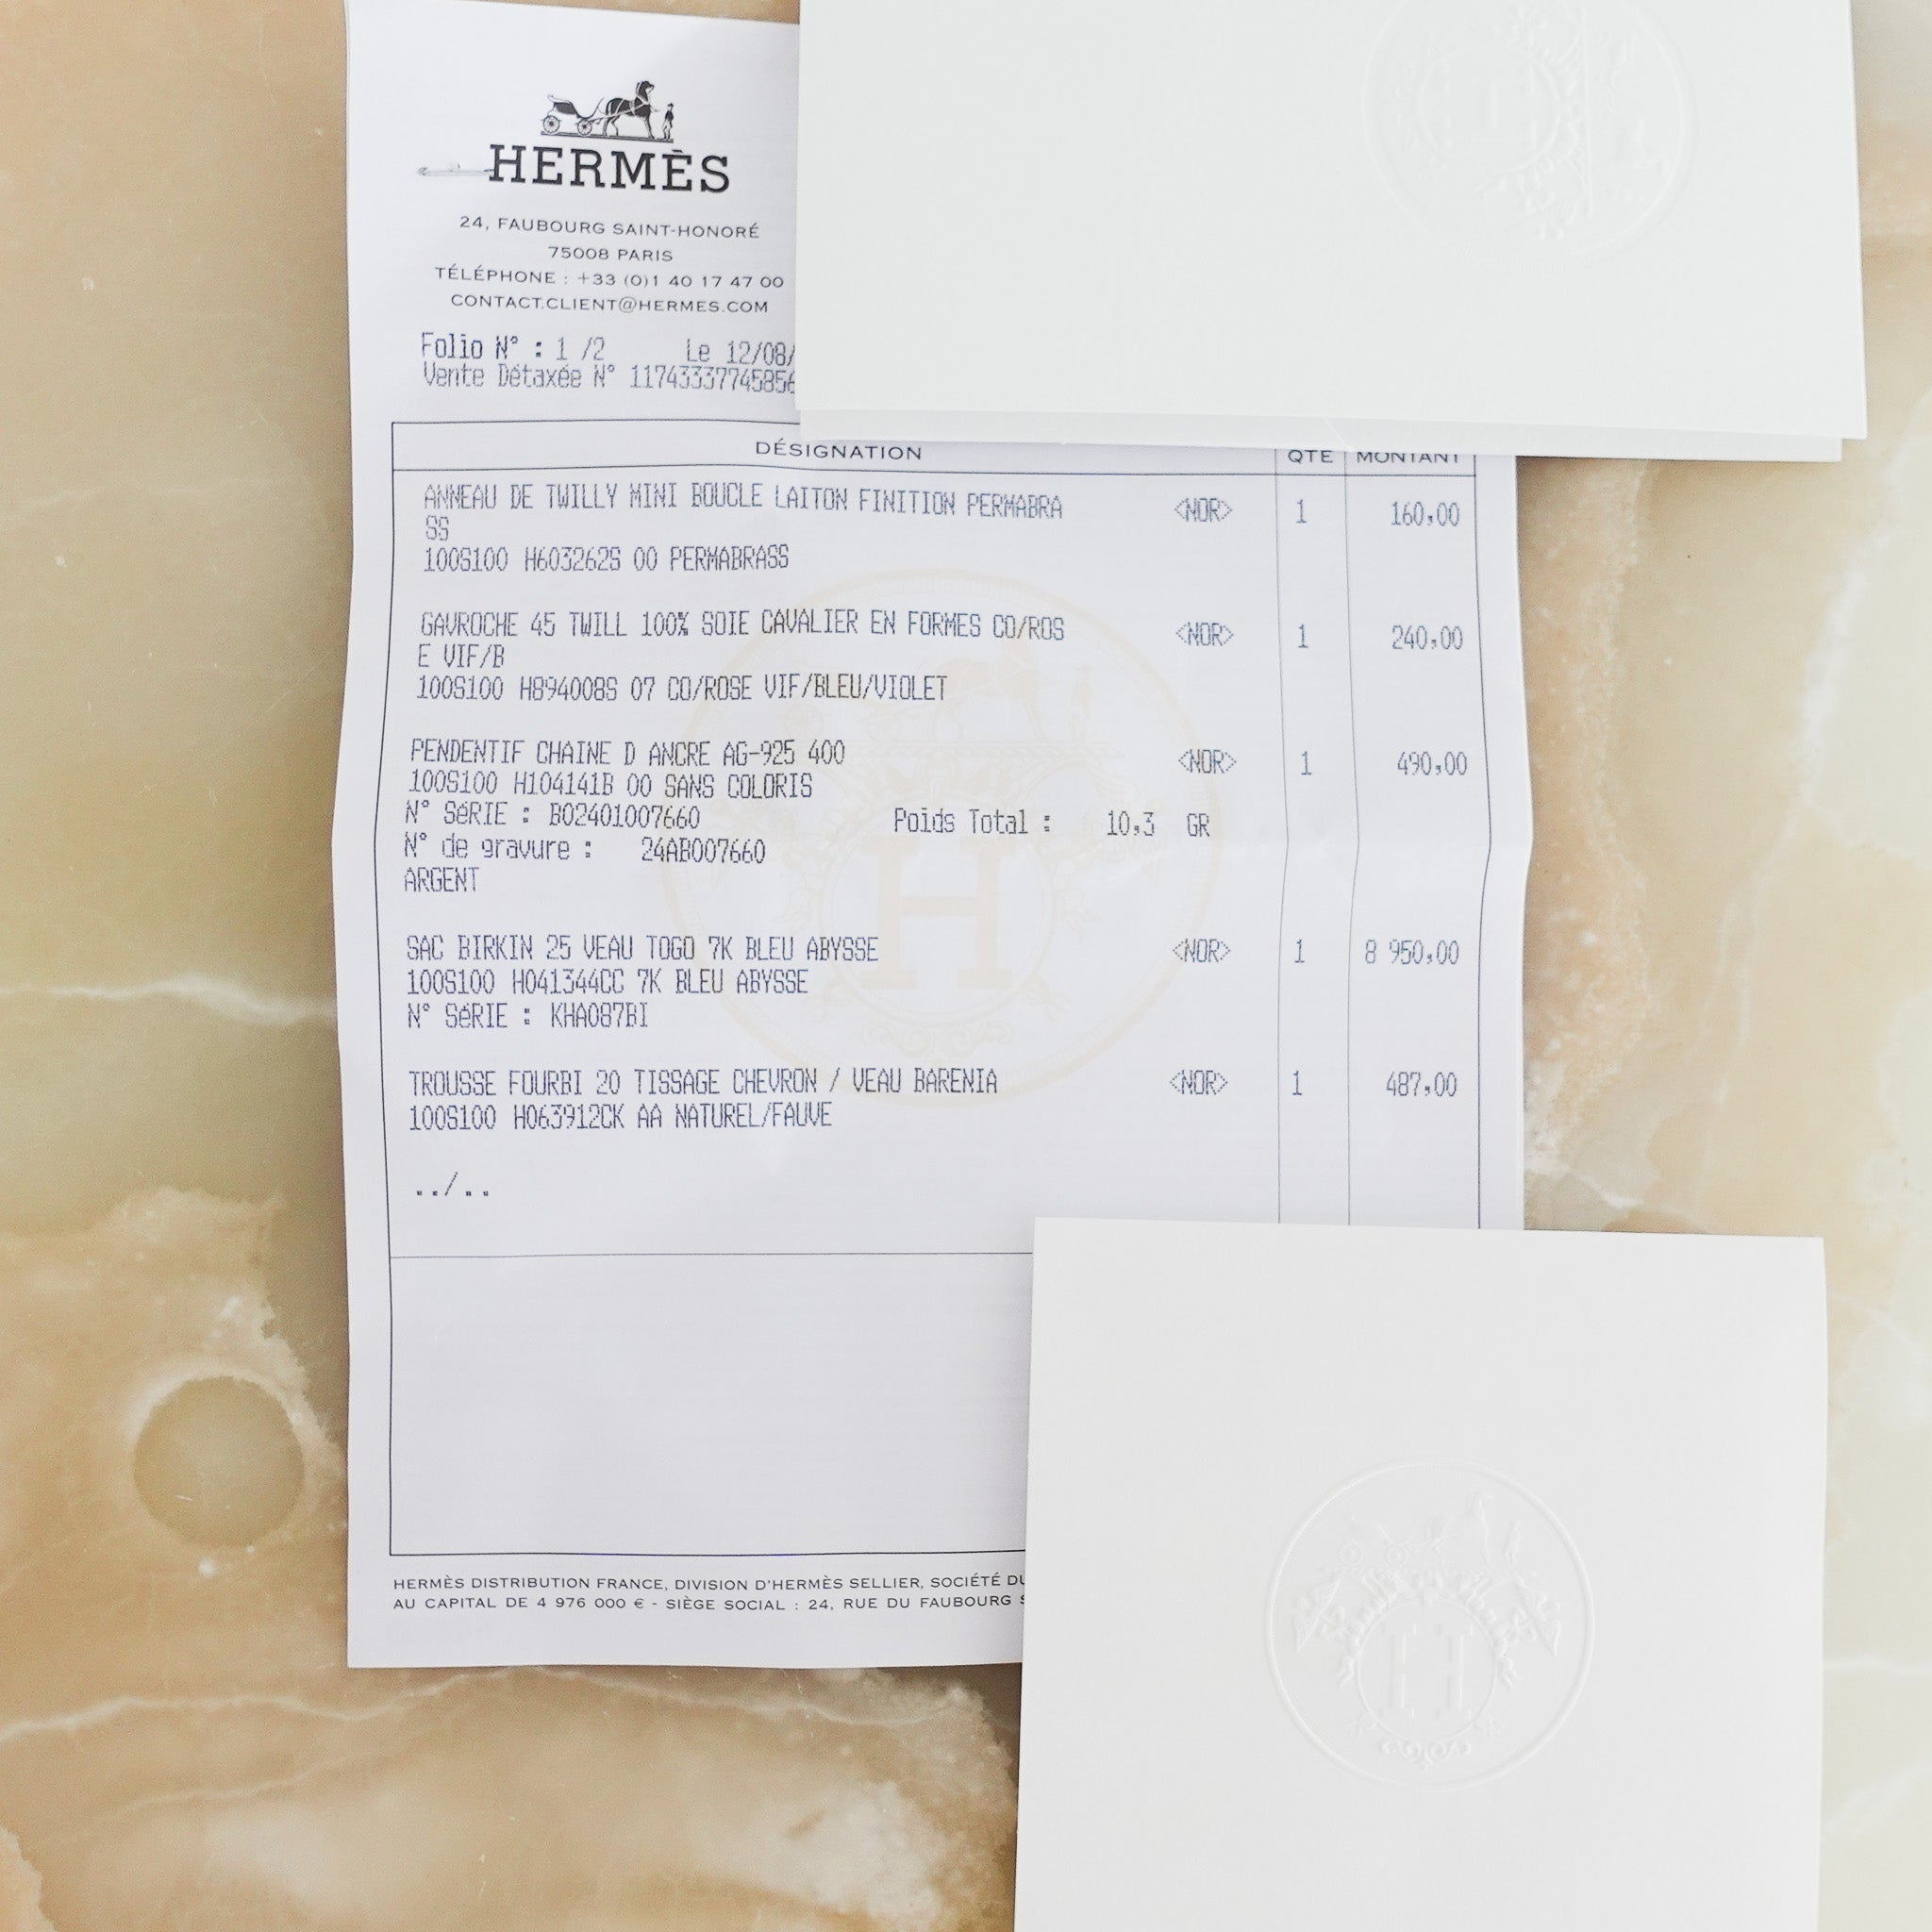 HERMÈS
24, FAUBOURG SAINT-HONORÉ
75008 PARIS
TÉLÉPHONE : +33 (0)1 40 17 47 00
CONTACT.CLIENT@HERMES.COM
Folio N° : 1 /2 Le 12/08/
Vente Détaxée N° 11743337745856
DÉSIGNATION QTE MONTANT
ANNEAU DE TWILLY MINI BOUCLE LAITON FINITION PERMABRA <NOR> 1 160,00
SS
100S100 H603262S 00 PERMABRASS
GAVROCHE 45 TWILL 100% SOIE CAVALIER EN FORMES CO/ROS <NOR> 1 240,00
E VIF/B
100S100 H894008S 07 CO/ROSE VIF/BLEU/VIOLET
PENDENTIF CHAINE D ANCRE AG-925 400 <NOR> 1 490,00
100S100 H104141B 00 SANS COLORIS
N° SéRIE : BO2401007660 Poids Total : 10,3 GR
N° de gravure : 24AB007660
ARGENT
SAC BIRKIN 25 VEAU TOGO 7K BLEU ABYSSE <NOR> 1 8 950,00
100S100 H041344CC 7K BLEU ABYSSE
N° SéRIE : KHA087BI
TROUSSE FOURBI 20 TISSAGE CHEVRON / VEAU BARENIA <NOR> 1 487,00
100S100 H063912CK AA NATUREL/FAUVE
../..
HERMÈS DISTRIBUTION FRANCE, DIVISION D'HERMÈS SELLIER, SOCIÉTÉ DU
AU CAPITAL DE 4 976 000 € - SIÈGE SOCIAL : 24, RUE DU FAUBOURG S
H
H
H